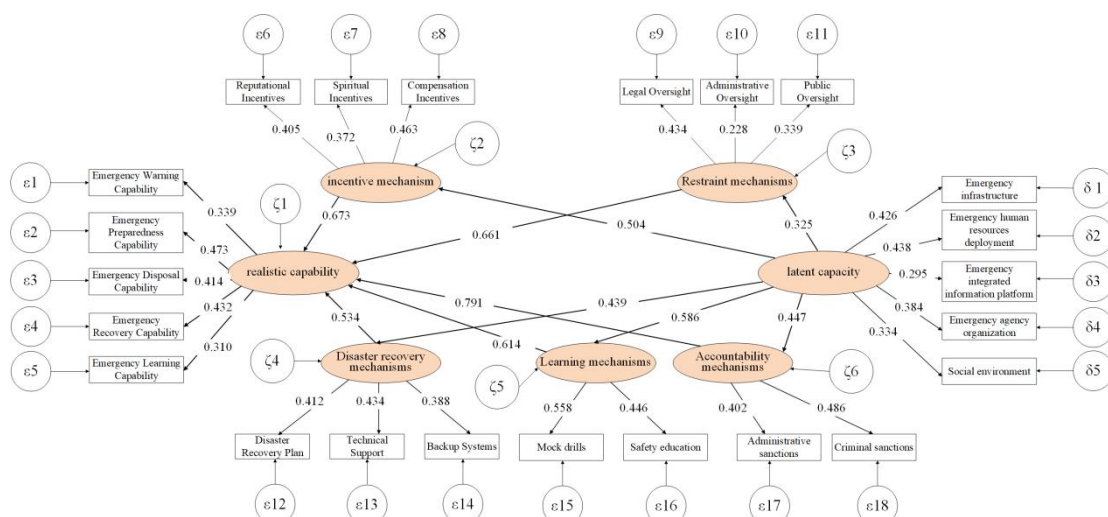 ε6
ε7
ε8
ε9
ε10
ε11
Reputational
Incentives
Spiritual
Incentives
Compensation
Incentives
Legal Oversight
Administrative
Oversight
Public
Oversight
0.405
0.372
0.463
0.434
0.228
0.339
ζ2
ζ3
incentive mechanism
Restraint mechanisms
ε1
Emergency Warning
Capability
ε2
Emergency
Preparedness
Capability
ε3
Emergency Disposal
Capability
ε4
Emergency
Recovery Capability
ε5
Emergency Learning
Capability
0.339
0.473
0.414
0.432
0.310
ζ1
0.673
0.661
0.504
0.325
realistic capability
latent capacity
0.426
0.438
0.295
0.384
0.334
Emergency
infrastructure
δ 1
Emergency human
resources
deployment
δ2
Emergency
integrated
information platform
δ3
Emergency agency
organization
δ4
Social environment
δ5
0.534
0.614
0.791
0.439
0.586
0.447
ζ4
Disaster recovery
mechanisms
ζ5
Learning mechanisms
Accountability
mechanisms
ζ6
0.412
0.434
0.388
0.558
0.446
0.402
0.486
Disaster
Recovery Plan
Technical
Support
Backup Systems
Mock drills
Safety education
Administrative
sanctions
Criminal sanctions
ε12
ε13
ε14
ε15
ε16
ε17
ε18